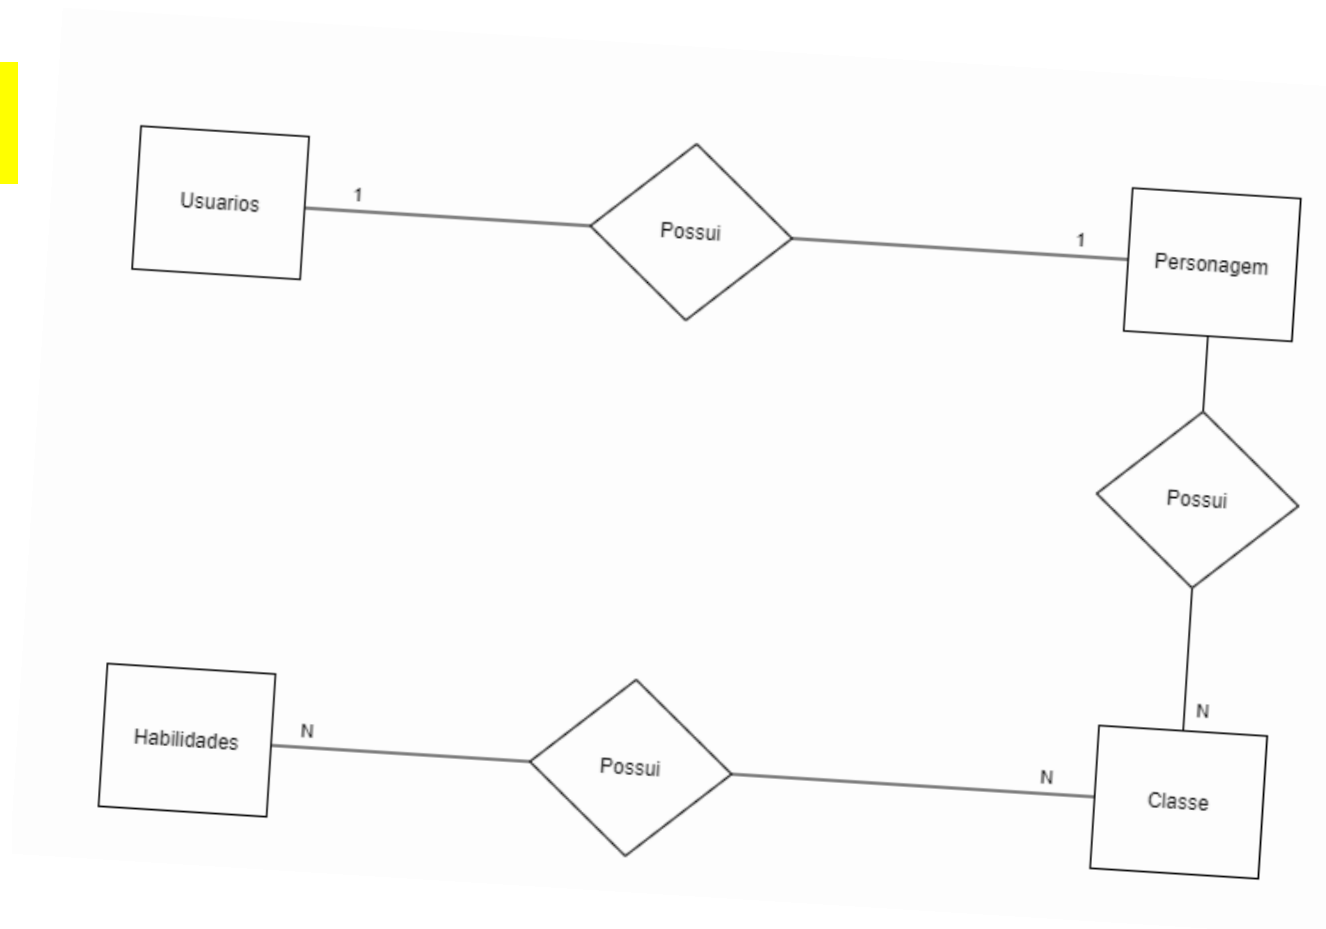 Usuarios
1
Possui
1
Personagem
Possui
N
Habilidades
N
Possui
N
Classe